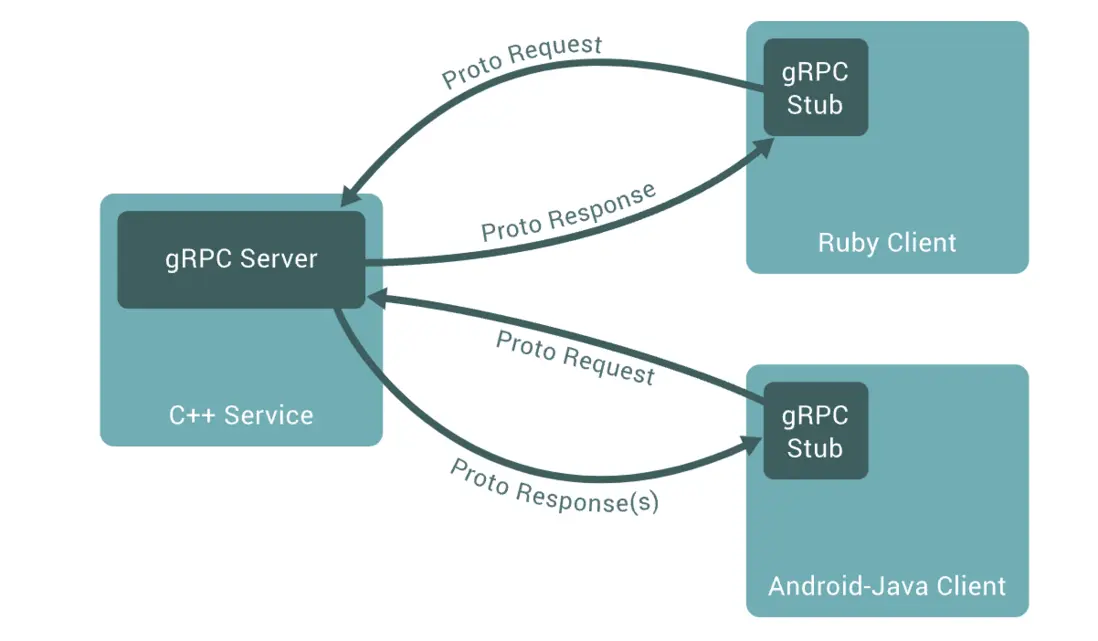 Proto Request
gRPC
Stub
Proto Response
Ruby Client
gRPC Server
C++ Service
Proto Request
gRPC
Stub
Proto Response(s)
Android-Java Client